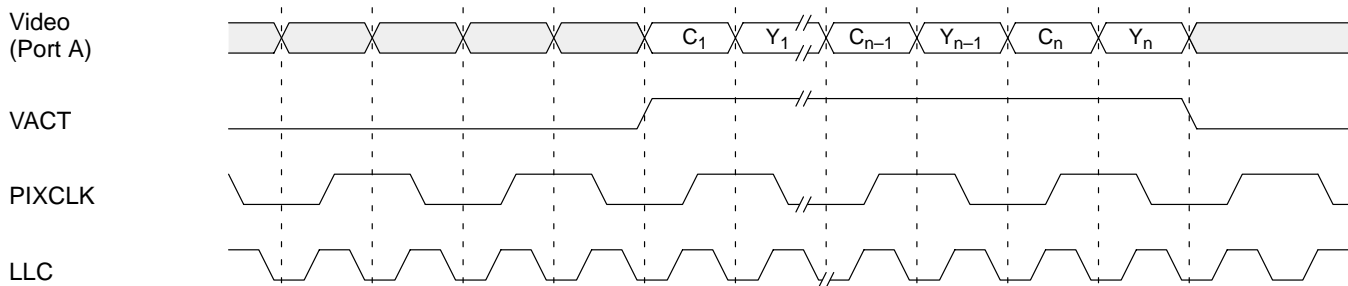 Video
(Port A)
C1 Y1 Cn–1 Yn–1 Cn Yn
VACT
PIXCLK
LLC